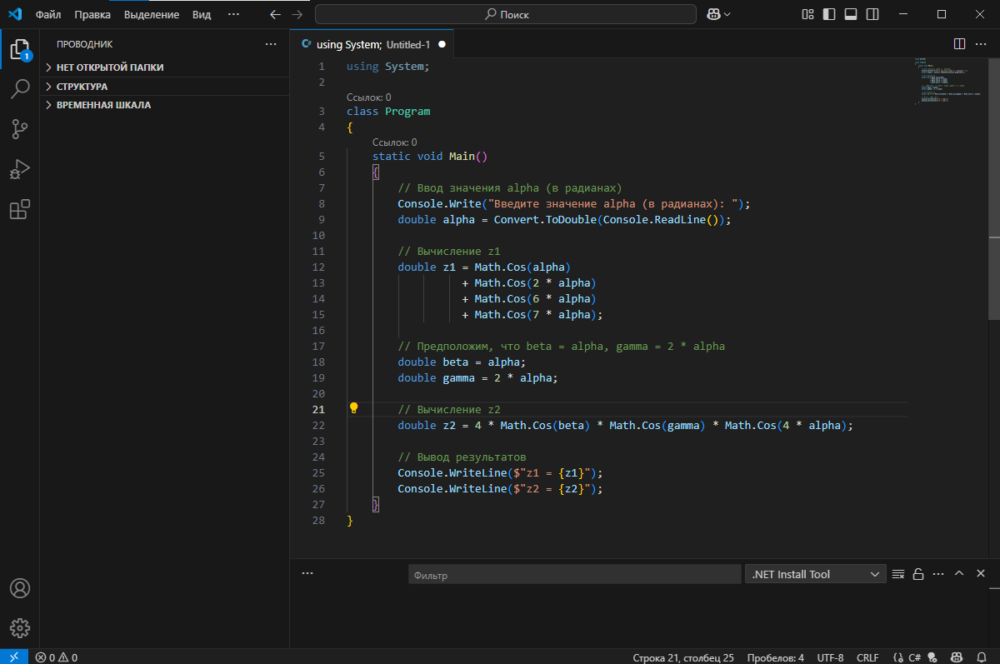 Файл Правка Выделение Вид ··· Поиск
ПРОВОДНИК ···
НЕТ ОТКРЫТОЙ ПАПКИ
СТРУКТУРА
ВРЕМЕННАЯ ШКАЛА
1
C# using System; Untitled-1
1 using System;
2
Ссылок: 0
3 class Program
4 {
Ссылок: 0
5 static void Main()
6 {
7 // Ввод значения alpha (в радианах)
8 Console.Write("Введите значение alpha (в радианах): ");
9 double alpha = Convert.ToDouble(Console.ReadLine());
10
11 // Вычисление z1
12 double z1 = Math.Cos(alpha)
13 + Math.Cos(2 * alpha)
14 + Math.Cos(6 * alpha)
15 + Math.Cos(7 * alpha);
16
17 // Предположим, что beta = alpha, gamma = 2 * alpha
18 double beta = alpha;
19 double gamma = 2 * alpha;
20
21 // Вычисление z2
22 double z2 = 4 * Math.Cos(beta) * Math.Cos(gamma) * Math.Cos(4 * alpha);
23
24 // Вывод результатов
25 Console.WriteLine($"z1 = {z1}");
26 Console.WriteLine($"z2 = {z2}");
27 }
28 }
··· Фильтр .NET Install Tool ···
0 0 Строка 21, столбец 25 Пробелов: 4 UTF-8 CRLF {} C#